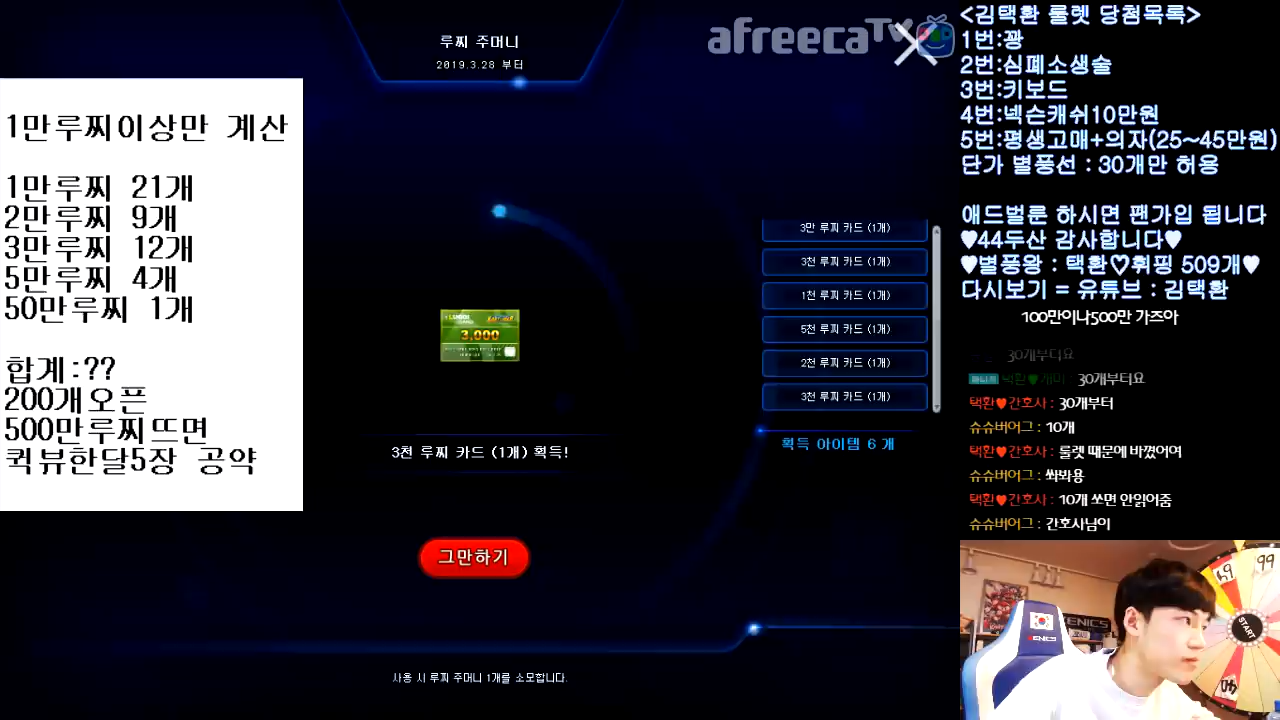 루찌 주머니
2019.3.28 부터
afreecaTV
1만루찌이상만 계산
1만루찌 21개
2만루찌 9개
3만루찌 12개
5만루찌 4개
50만루찌 1개
합계:??
200개오픈
500만루찌뜨면
퀵뷰한달5장 공약
3,000
3천 루찌 카드 (1개) 획득!
그만하기
사용 시 루찌 주머니 1개를 소모합니다.
3만 루찌 카드 (1개)
3천 루찌 카드 (1개)
1천 루찌 카드 (1개)
5천 루찌 카드 (1개)
2천 루찌 카드 (1개)
3천 루찌 카드 (1개)
획득 아이템 6 개
<김택환 룰렛 당첨목록>
1번:꽝
2번:심폐소생술
3번:키보드
4번:넥슨캐쉬10만원
5번:평생고매+의자(25~45만원)
단가 별풍선 : 30개만 허용
애드벌룬 하시면 팬가입 됩니다
♥44두산 감사합니다♥
♥별풍왕 : 택환♡휘핑 509개♥
다시보기 = 유튜브 : 김택환
100만이나500만 가즈아
30개부터요
매니저 택환♥개미 : 30개부터요
택환♥간호사 : 30개부터
슈슈버어그 : 10개
택환♥간호사 : 룰렛 때문에 바꼈어여
슈슈버어그 : 쏴봐용
택환♥간호사 : 10개 쏘면 안읽어줌
슈슈버어그 : 간호사님이
99
START
XENICS
XENICS